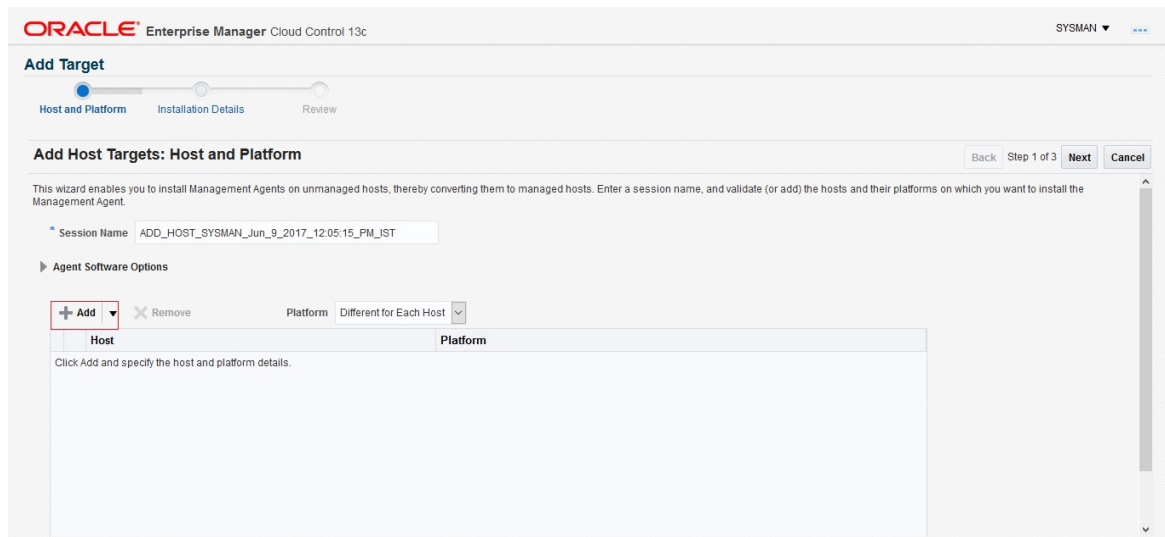 ORACLE Enterprise Manager Cloud Control 13c
SYSMAN
Add Target
Host and Platform Installation Details Review
Add Host Targets: Host and Platform
Back Step 1 of 3 Next Cancel
This wizard enables you to install Management Agents on unmanaged hosts, thereby converting them to managed hosts. Enter a session name, and validate (or add) the hosts and their platforms on which you want to install the
Management Agent.
* Session Name ADD_HOST_SYSMAN_Jun_9_2017_12:05:15_PM_IST
Agent Software Options
Add Remove Platform Different for Each Host
Host Platform
Click Add and specify the host and platform details.